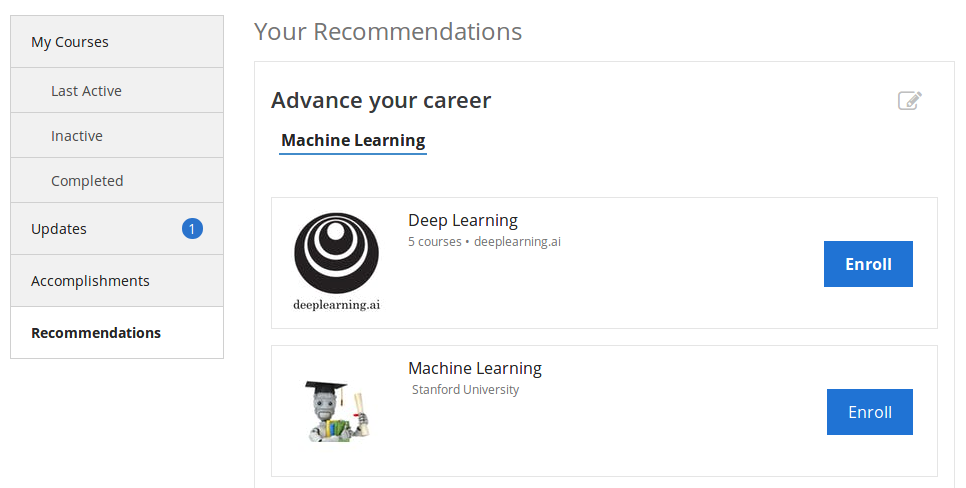 My Courses
Last Active
Inactive
Completed
Updates 1
Accomplishments
Recommendations
Your Recommendations
Advance your career
Machine Learning
deeplearning.ai
Deep Learning
5 courses • deeplearning.ai
Enroll
Machine Learning
Stanford University
Enroll